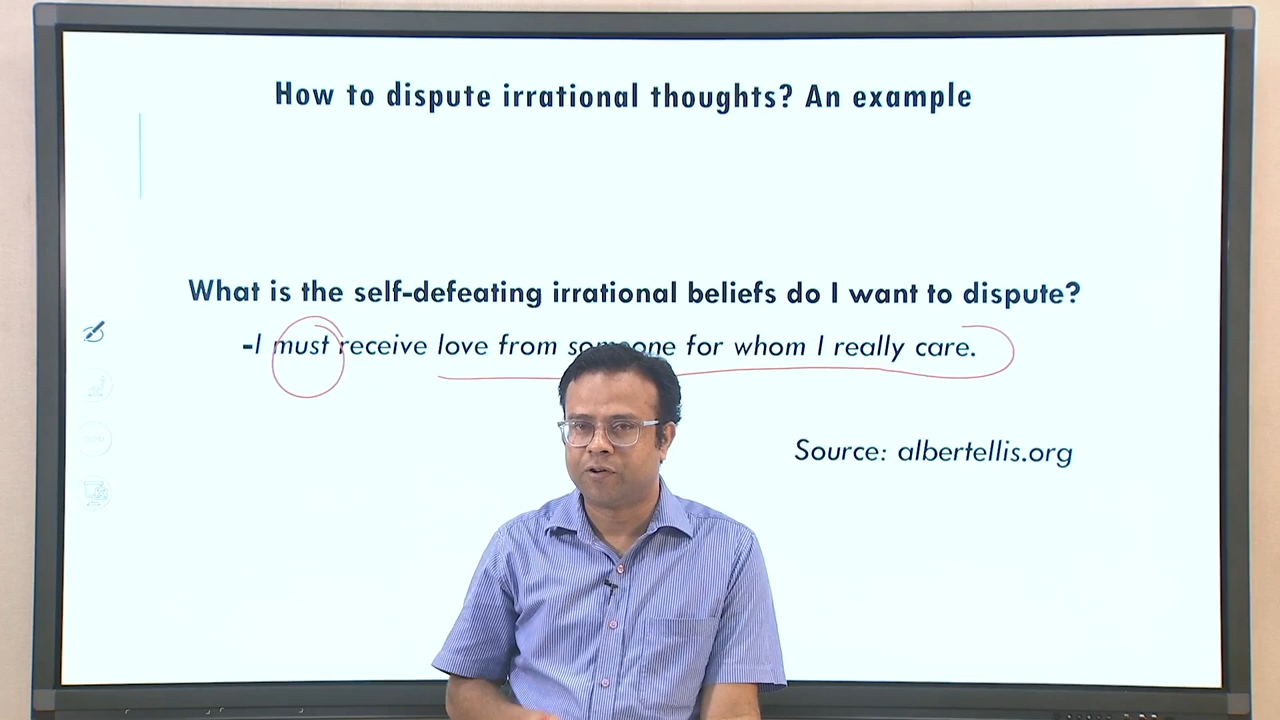 How to dispute irrational thoughts? An example
What is the self-defeating irrational beliefs do I want to dispute?
-I must receive love from someone for whom I really care.
Source: albertellis.org